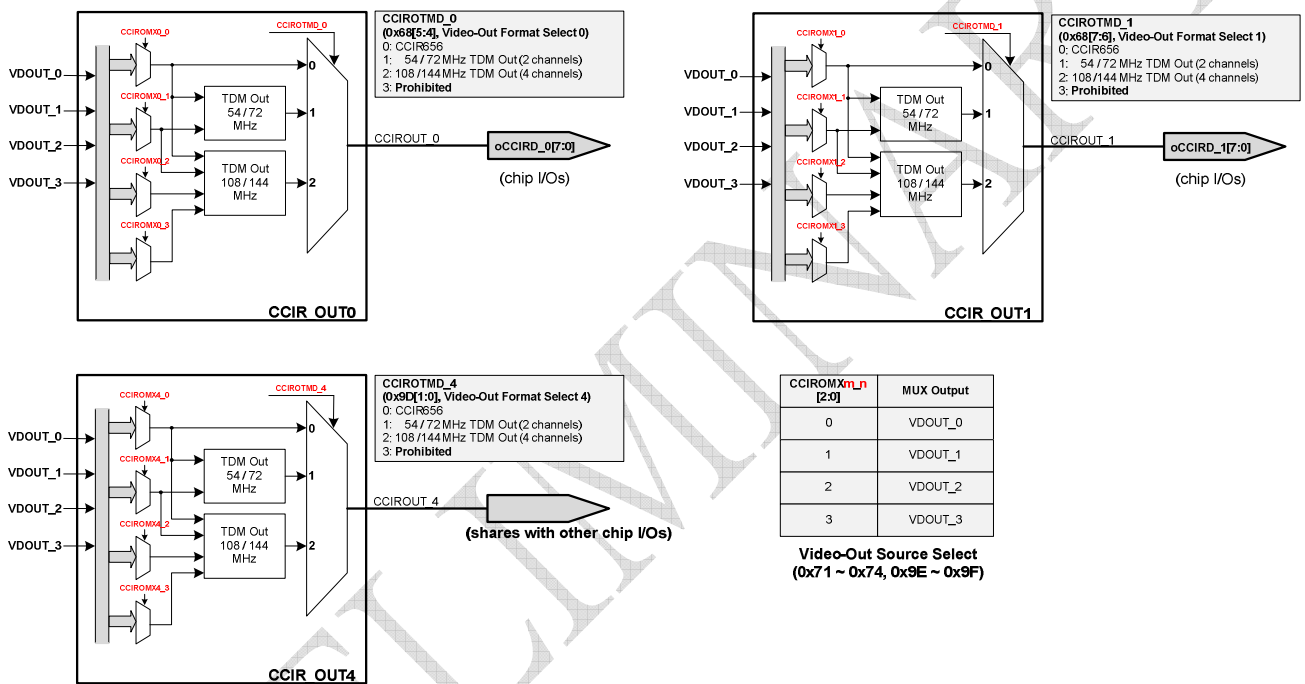 CCIROMX0_0
CCIROTMD_0
VDOUT_0
VDOUT_1
VDOUT_2
VDOUT_3
CCIROMX0_1
CCIROMX0_2
CCIROMX0_3
TDM Out
54 / 72
MHz
TDM Out
108 / 144
MHz
0
1
2
CCIR_OUT0
CCIROTMD_0
(0x68[5:4], Video-Out Format Select 0)
0: CCIR656
1: 54 / 72 MHz TDM Out (2 channels)
2: 108 /144 MHz TDM Out (4 channels)
3: Prohibited
CCIROUT_0
oCCIRD_0[7:0]
(chip I/Os)
CCIROMX1_0
CCIROTMD_1
VDOUT_0
VDOUT_1
VDOUT_2
VDOUT_3
CCIROMX1_1
CCIROMX1_2
CCIROMX1_3
TDM Out
54 / 72
MHz
TDM Out
108 / 144
MHz
0
1
2
CCIR_OUT1
CCIROTMD_1
(0x68[7:6], Video-Out Format Select 1)
0: CCIR656
1: 54 / 72 MHz TDM Out (2 channels)
2: 108 /144 MHz TDM Out (4 channels)
3: Prohibited
CCIROUT_1
oCCIRD_1[7:0]
(chip I/Os)
CCIROMX4_0
CCIROTMD_4
VDOUT_0
VDOUT_1
VDOUT_2
VDOUT_3
CCIROMX4_1
CCIROMX4_2
CCIROMX4_3
TDM Out
54 / 72
MHz
TDM Out
108 / 144
MHz
0
1
2
CCIR_OUT4
CCIROTMD_4
(0x9D[1:0], Video-Out Format Select 4)
0: CCIR656
1: 54 / 72 MHz TDM Out (2 channels)
2: 108 /144 MHz TDM Out (4 channels)
3: Prohibited
CCIROUT_4
(shares with other chip I/Os)
CCIROMXm_n
[2:0]
MUX Output
0 VDOUT_0
1 VDOUT_1
2 VDOUT_2
3 VDOUT_3
Video-Out Source Select
(0x71 ~ 0x74, 0x9E ~ 0x9F)